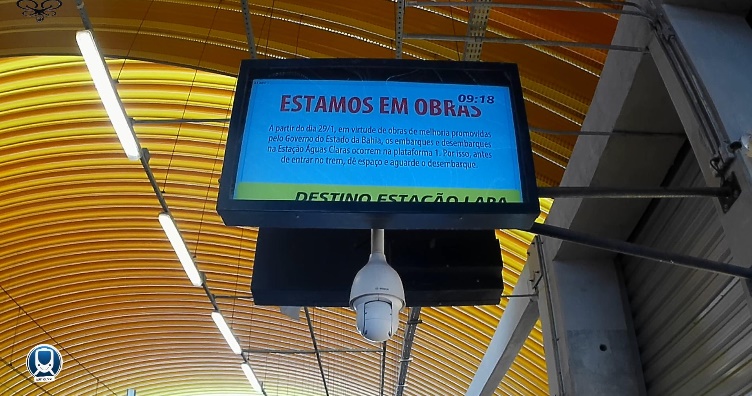 ESTAMOS EM OBRAS
09:18
A partir do dia 29/1, em virtude de obras de melhoria promovidas
pelo Governo do Estado da Bahia, os embarques e desembarques
na Estação Águas Claras ocorrem na plataforma 1. Por isso, antes
de entrar no trem, dê espaço e aguarde o desembarque.
DESTINO ESTAÇÃO LAPA